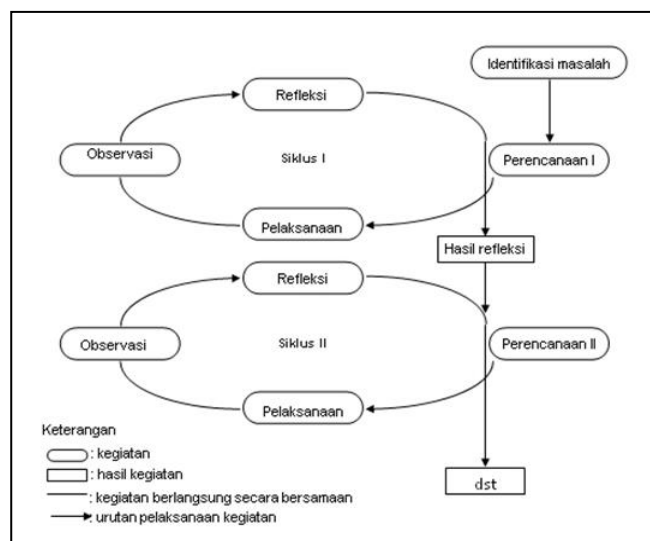 Identifikasi masalah
Refleksi
Observasi
Siklus I
Perencanaan I
Pelaksanaan
Hasil refleksi
Refleksi
Observasi
Siklus II
Perencanaan II
Pelaksanaan
Keterangan
: kegiatan
: hasil kegiatan
: kegiatan berlangsung secara bersamaan
: urutan pelaksanaan kegiatan
dst